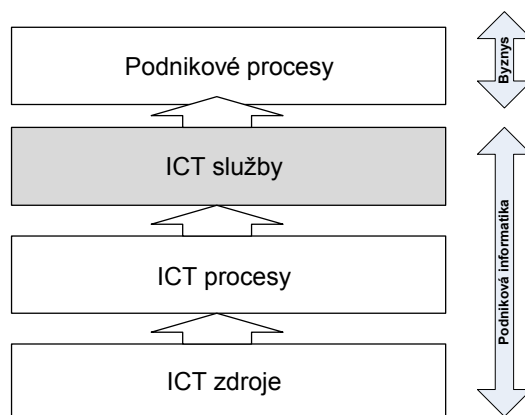 Podnikové procesy
Byznys
ICT služby
ICT procesy
Podniková informatika
ICT zdroje